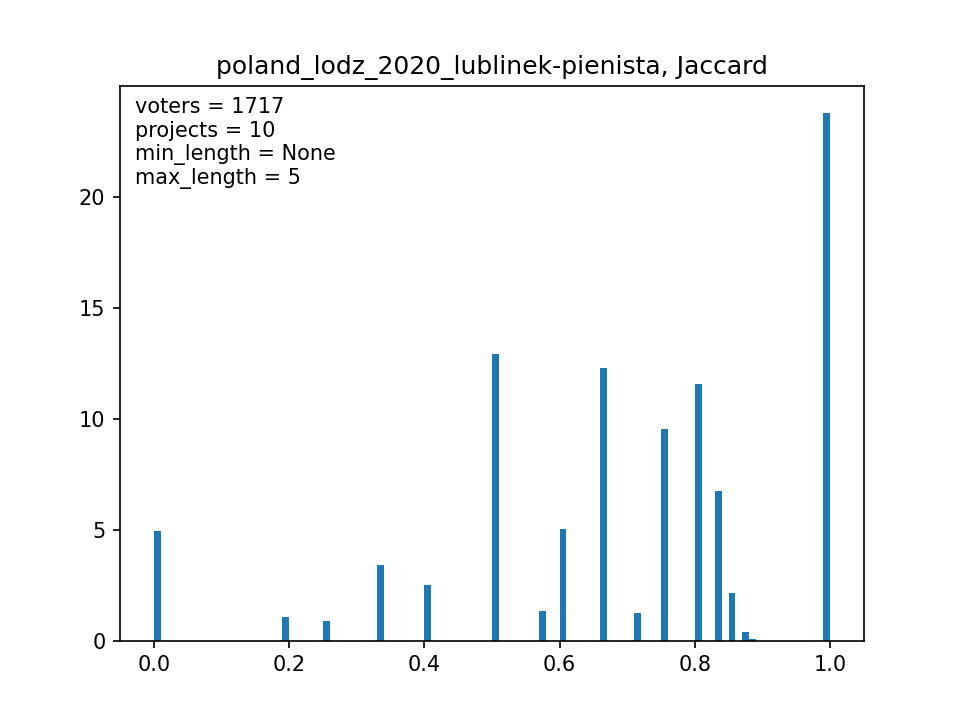 poland_lodz_2020_lublinek-pienista, Jaccard
voters = 1717
projects = 10
min_length = None
max_length = 5
20
15
10
5
0
0.0 0.2 0.4 0.6 0.8 1.0